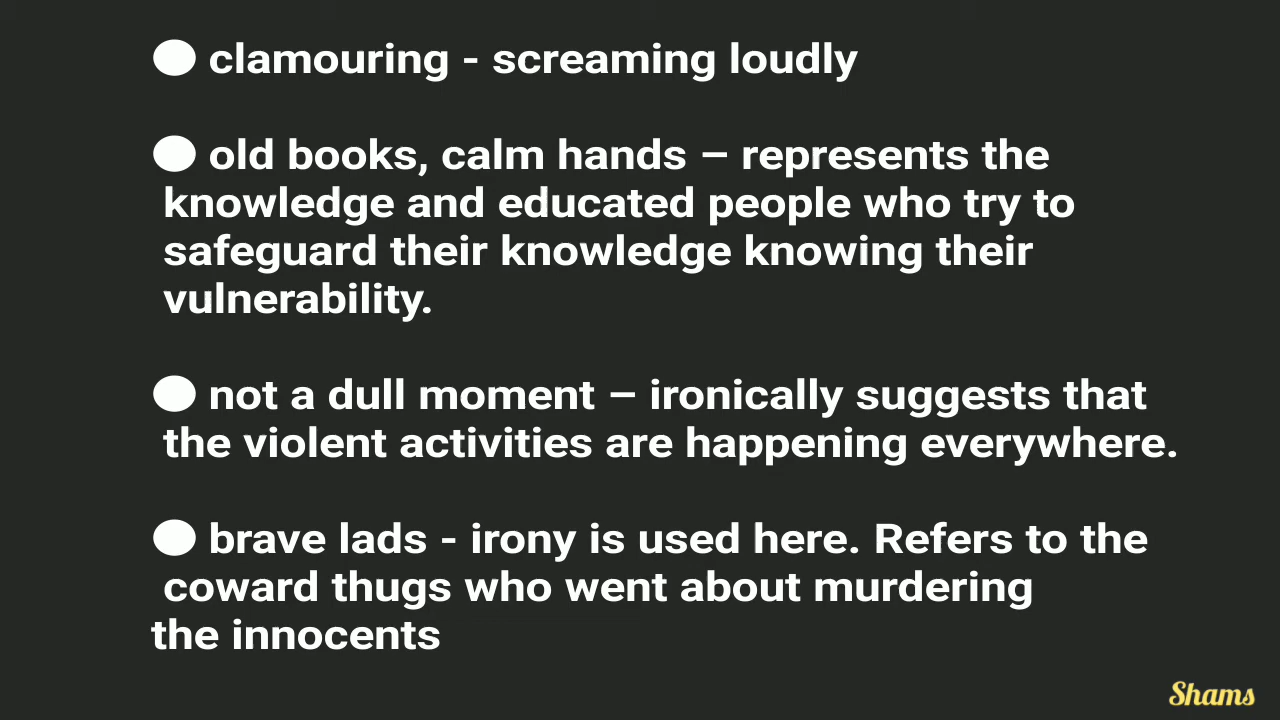 ● clamouring - screaming loudly
● old books, calm hands – represents the
knowledge and educated people who try to
safeguard their knowledge knowing their
vulnerability.
● not a dull moment – ironically suggests that
the violent activities are happening everywhere.
● brave lads - irony is used here. Refers to the
coward thugs who went about murdering
the innocents
Shams